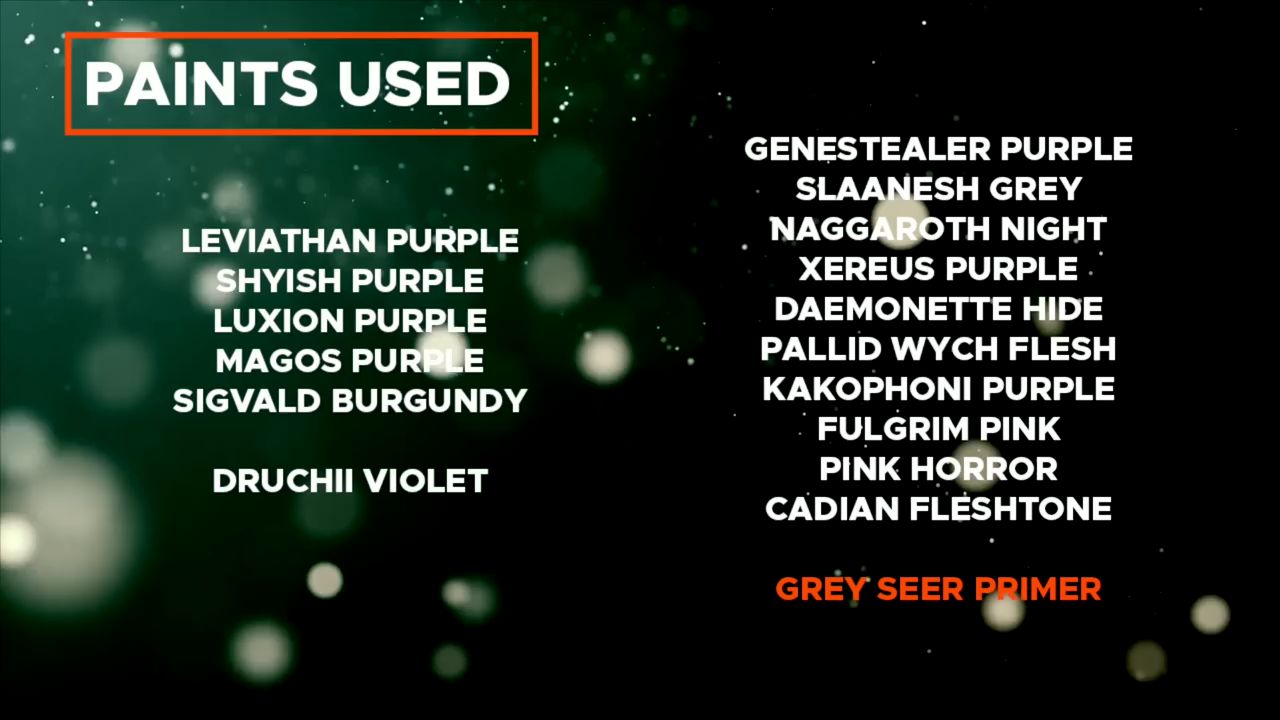 PAINTS USED
LEVIATHAN PURPLE
SHYISH PURPLE
LUXION PURPLE
MAGOS PURPLE
SIGVALD BURGUNDY
DRUCHII VIOLET
GENESTEALER PURPLE
SLAANESH GREY
NAGGAROTH NIGHT
XEREUS PURPLE
DAEMONETTE HIDE
PALLID WYCH FLESH
KAKOPHONI PURPLE
FULGRIM PINK
PINK HORROR
CADIAN FLESHTONE
GREY SEER PRIMER